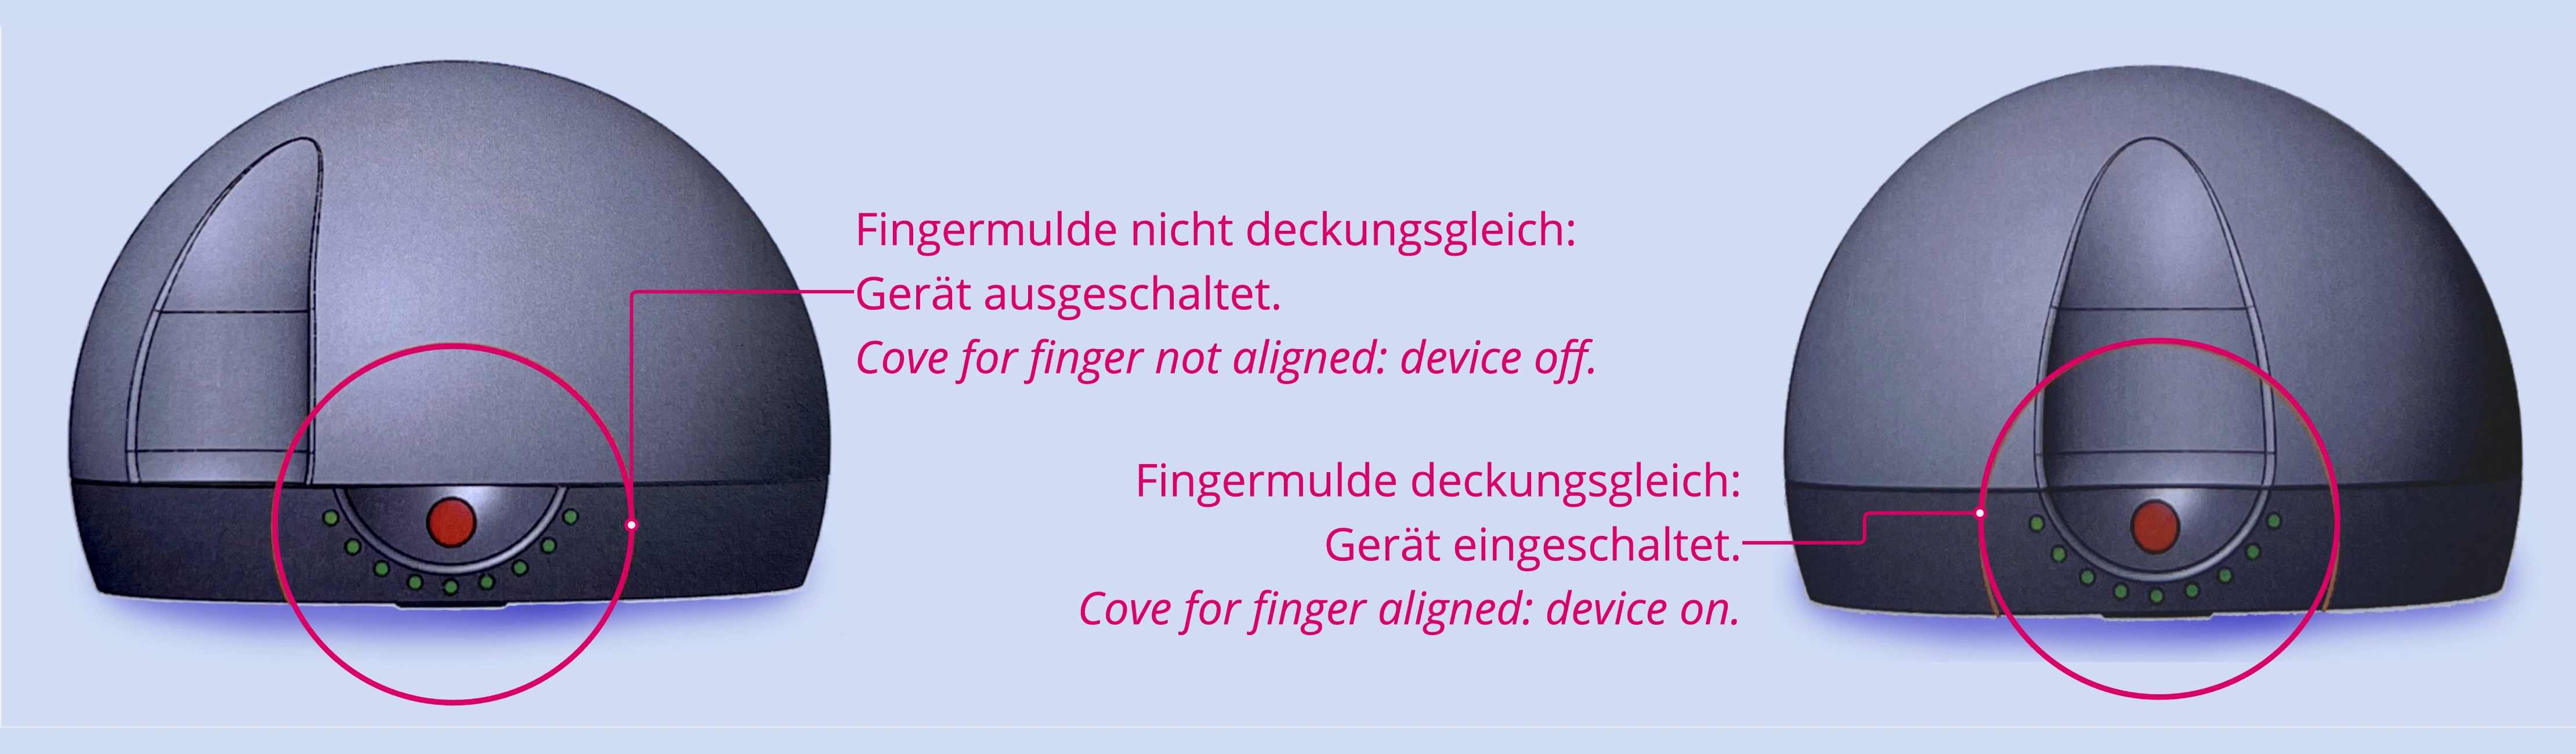 Fingermulde nicht deckungsgleich:
Gerät ausgeschaltet.
Cove for finger not aligned: device off.
Fingermulde deckungsgleich:
Gerät eingeschaltet.
Cove for finger aligned: device on.